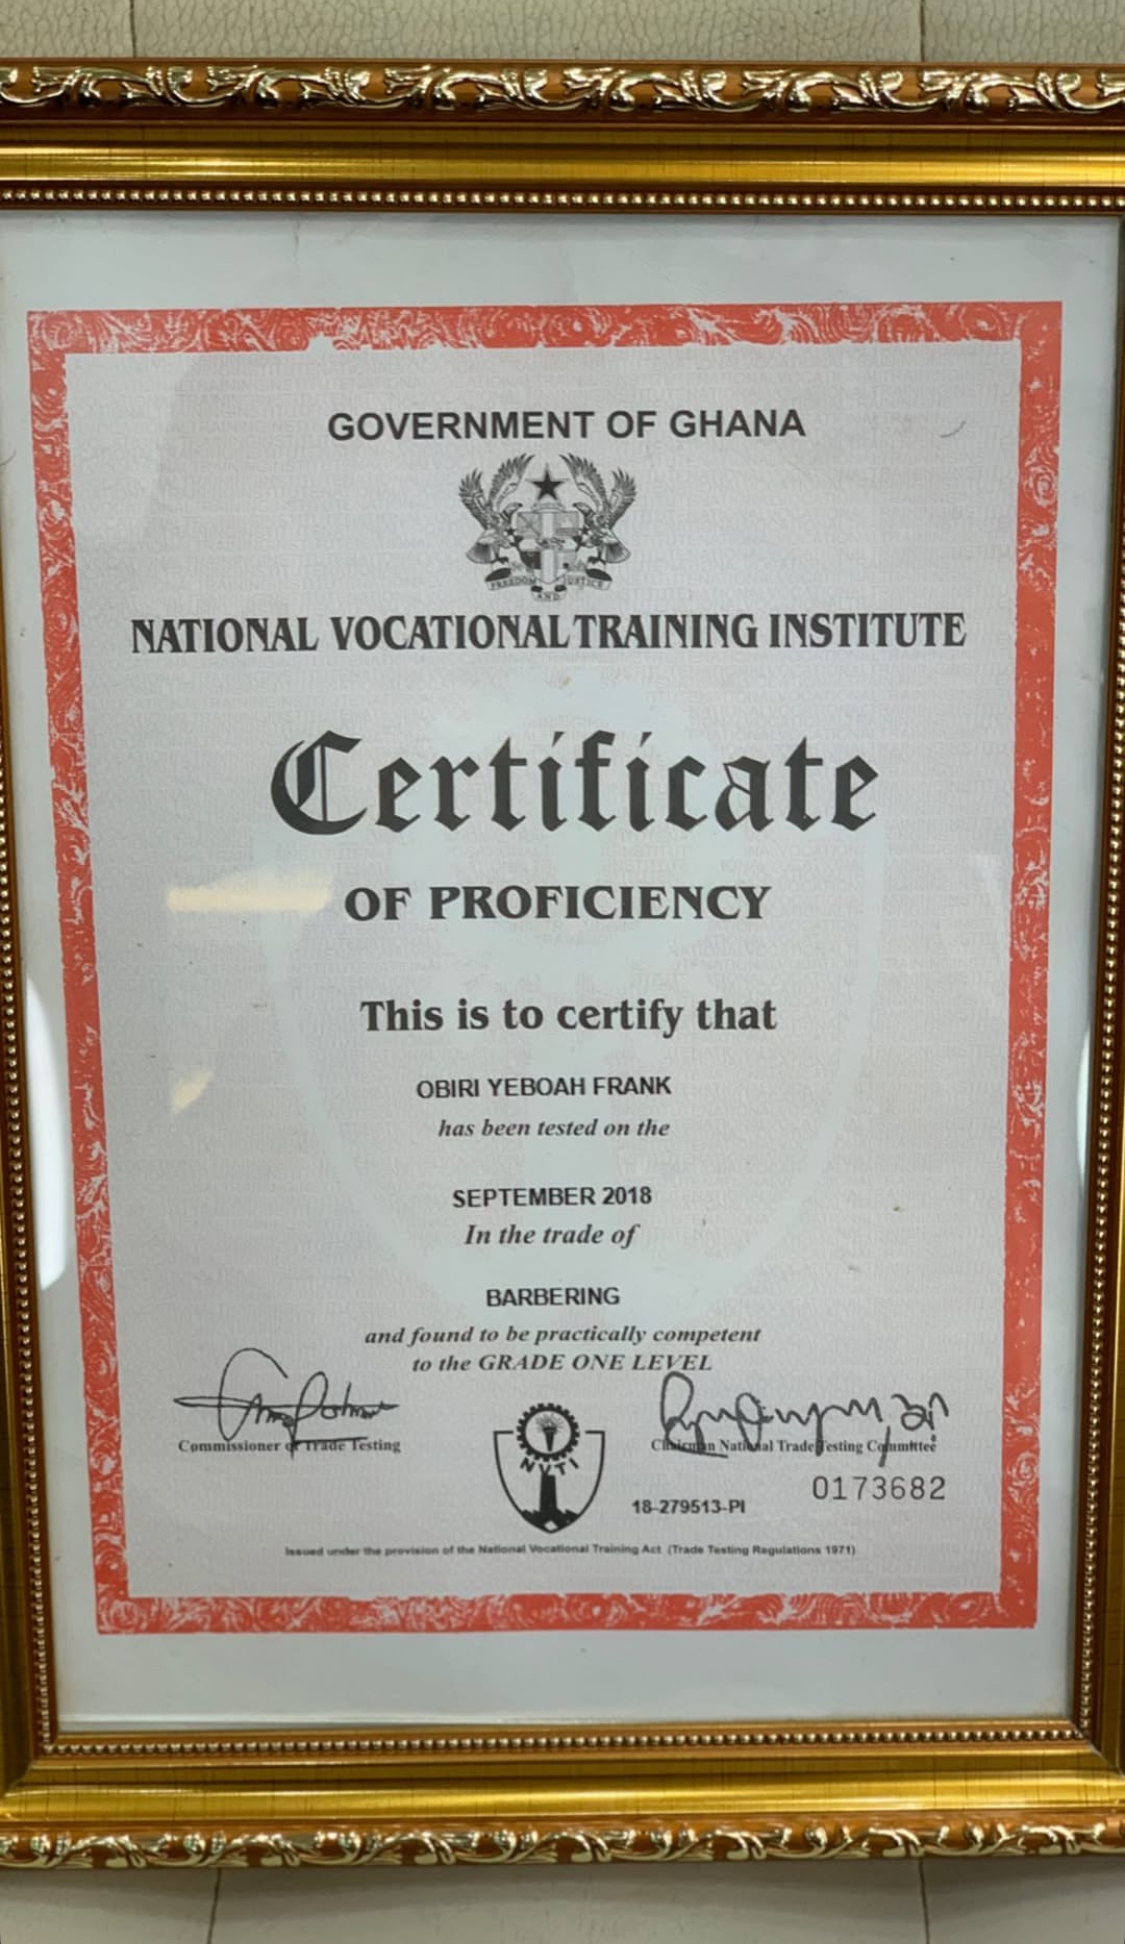 GOVERNMENT OF GHANA
FREEDOM AND JUSTICE
NATIONAL VOCATIONAL TRAINING INSTITUTE
Certificate
OF PROFICIENCY
This is to certify that
OBIRI YEBOAH FRANK
has been tested on the
SEPTEMBER 2018
In the trade of
BARBERING
and found to be practically competent
to the GRADE ONE LEVEL
Commissioner of Trade Testing
Chairman National Trade Testing Committee
NVTI
18-279513-PI
0173682
Issued under the provision of the National Vocational Training Act (Trade Testing Regulations 1971)